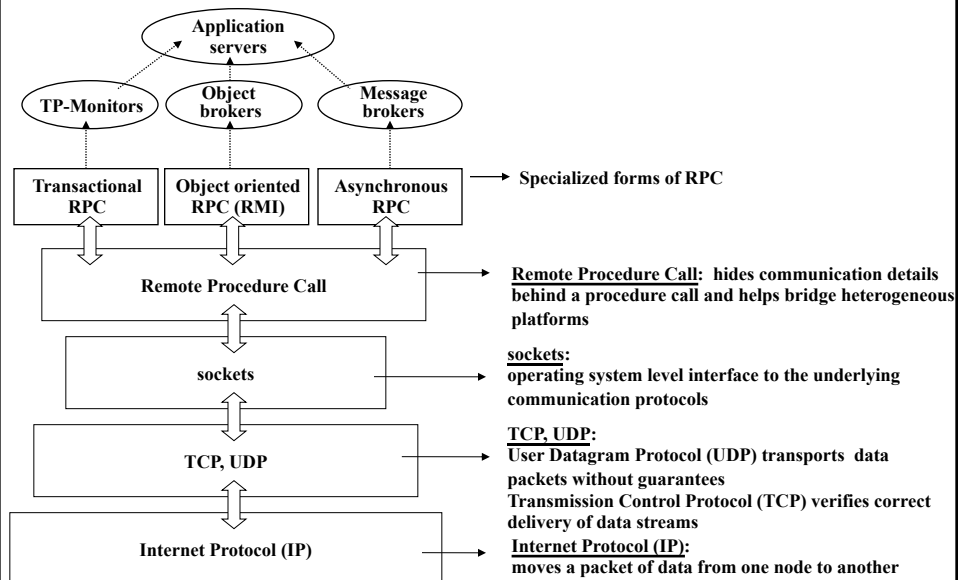 Application
servers
TP-Monitors
Object
brokers
Message
brokers
Transactional
RPC
Object oriented
RPC (RMI)
Asynchronous
RPC
Specialized forms of RPC
Remote Procedure Call
Remote Procedure Call: hides communication details
behind a procedure call and helps bridge heterogeneous
platforms
sockets
sockets:
operating system level interface to the underlying
communication protocols
TCP, UDP
TCP, UDP:
User Datagram Protocol (UDP) transports data
packets without guarantees
Transmission Control Protocol (TCP) verifies correct
delivery of data streams
Internet Protocol (IP)
Internet Protocol (IP):
moves a packet of data from one node to another